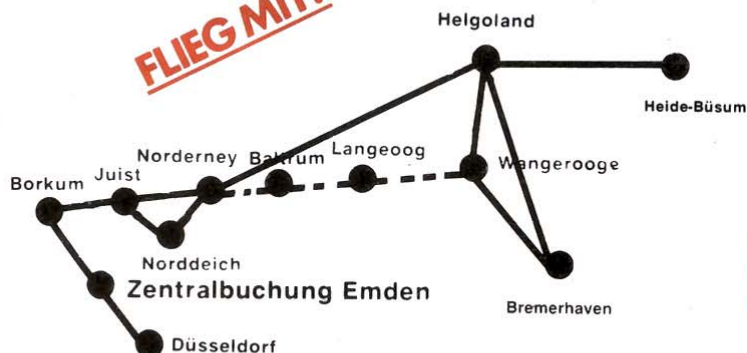 FLIEG MIT
Helgoland
Heide-Büsum
Norderney Baltrum Langeoog
Borkum Juist
Wangerooge
Norddeich
Zentralbuchung Emden
Bremerhaven
Düsseldorf